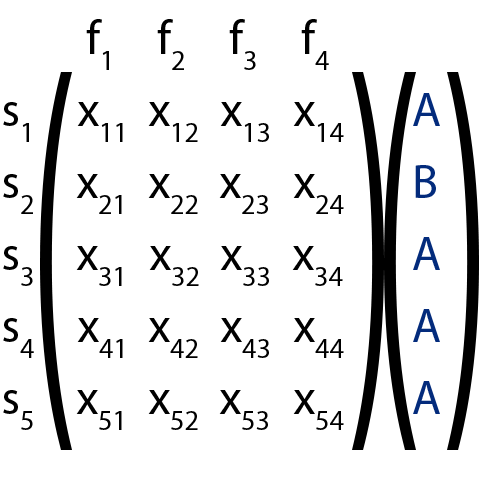 f1 f2 f3 f4
s1 x11 x12 x13 x14 A
s2 x21 x22 x23 x24 B
s3 x31 x32 x33 x34 A
s4 x41 x42 x43 x44 A
s5 x51 x52 x53 x54 A